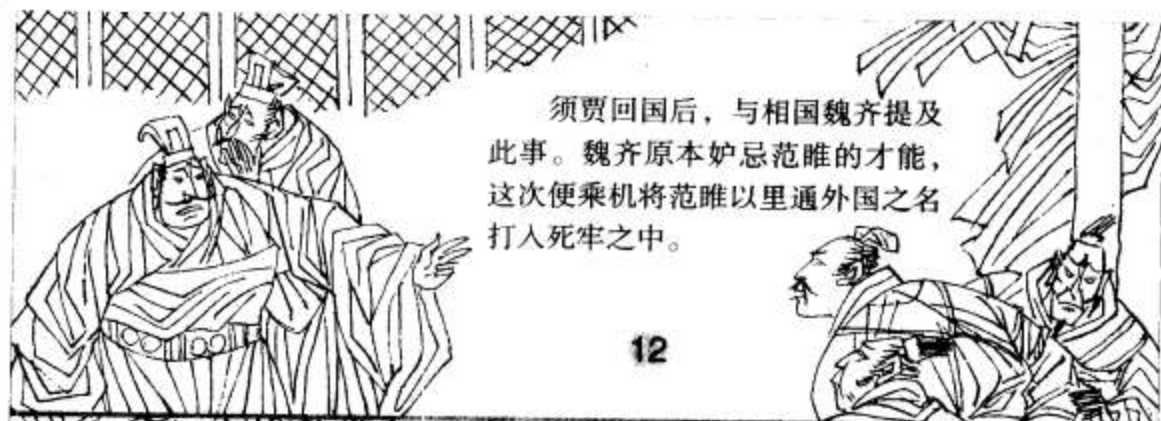 须贾回国后，与相国魏齐提及
此事。魏齐原本妒忌范雎的才能，
这次便乘机将范雎以里通外国之名
打入死牢之中。
12